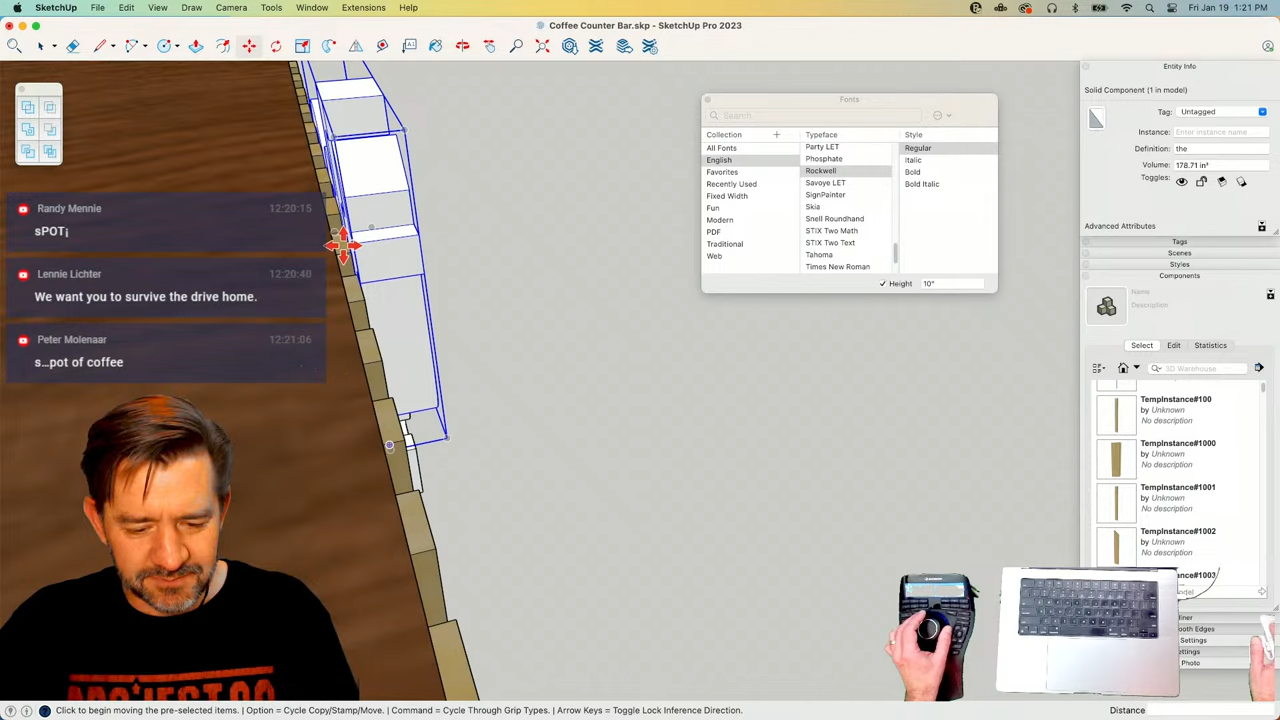 SketchUp File Edit View Draw Camera Tools Window Extensions Help
Fri Jan 19 1:21 PM
Coffee Counter Bar.skp - SketchUp Pro 2023
Randy Mennie 12:20:15
sPOT¡
Lennie Lichter 12:20:40
We want you to survive the drive home.
Peter Molenaar 12:21:06
s...pot of coffee
Fonts
Search
Collection Typeface Style
All Fonts Party LET Regular
English Phosphate Italic
Favorites Rockwell Bold
Recently Used Savoye LET Bold Italic
Fixed Width SignPainter
Fun Skia
Modern Snell Roundhand
PDF STIX Two Math
Traditional STIX Two Text
Web Tahoma
Times New Roman
Height 10"
Entity Info
Solid Component (1 in model)
Tag: Untagged
Instance: Enter instance name
Definition: the
Volume: 178.71 in³
Toggles:
Advanced Attributes
Tags
Scenes
Styles
Components
Name
Description
Select Edit Statistics
3D Warehouse
TempInstance#100
by Unknown
No description
TempInstance#1000
by Unknown
No description
TempInstance#1001
by Unknown
No description
TempInstance#1002
by Unknown
No description
Click to begin moving the pre-selected items. | Option = Cycle Copy/Stamp/Move. | Command = Cycle Through Grip Types. | Arrow Keys = Toggle Lock Inference Direction.
Distance